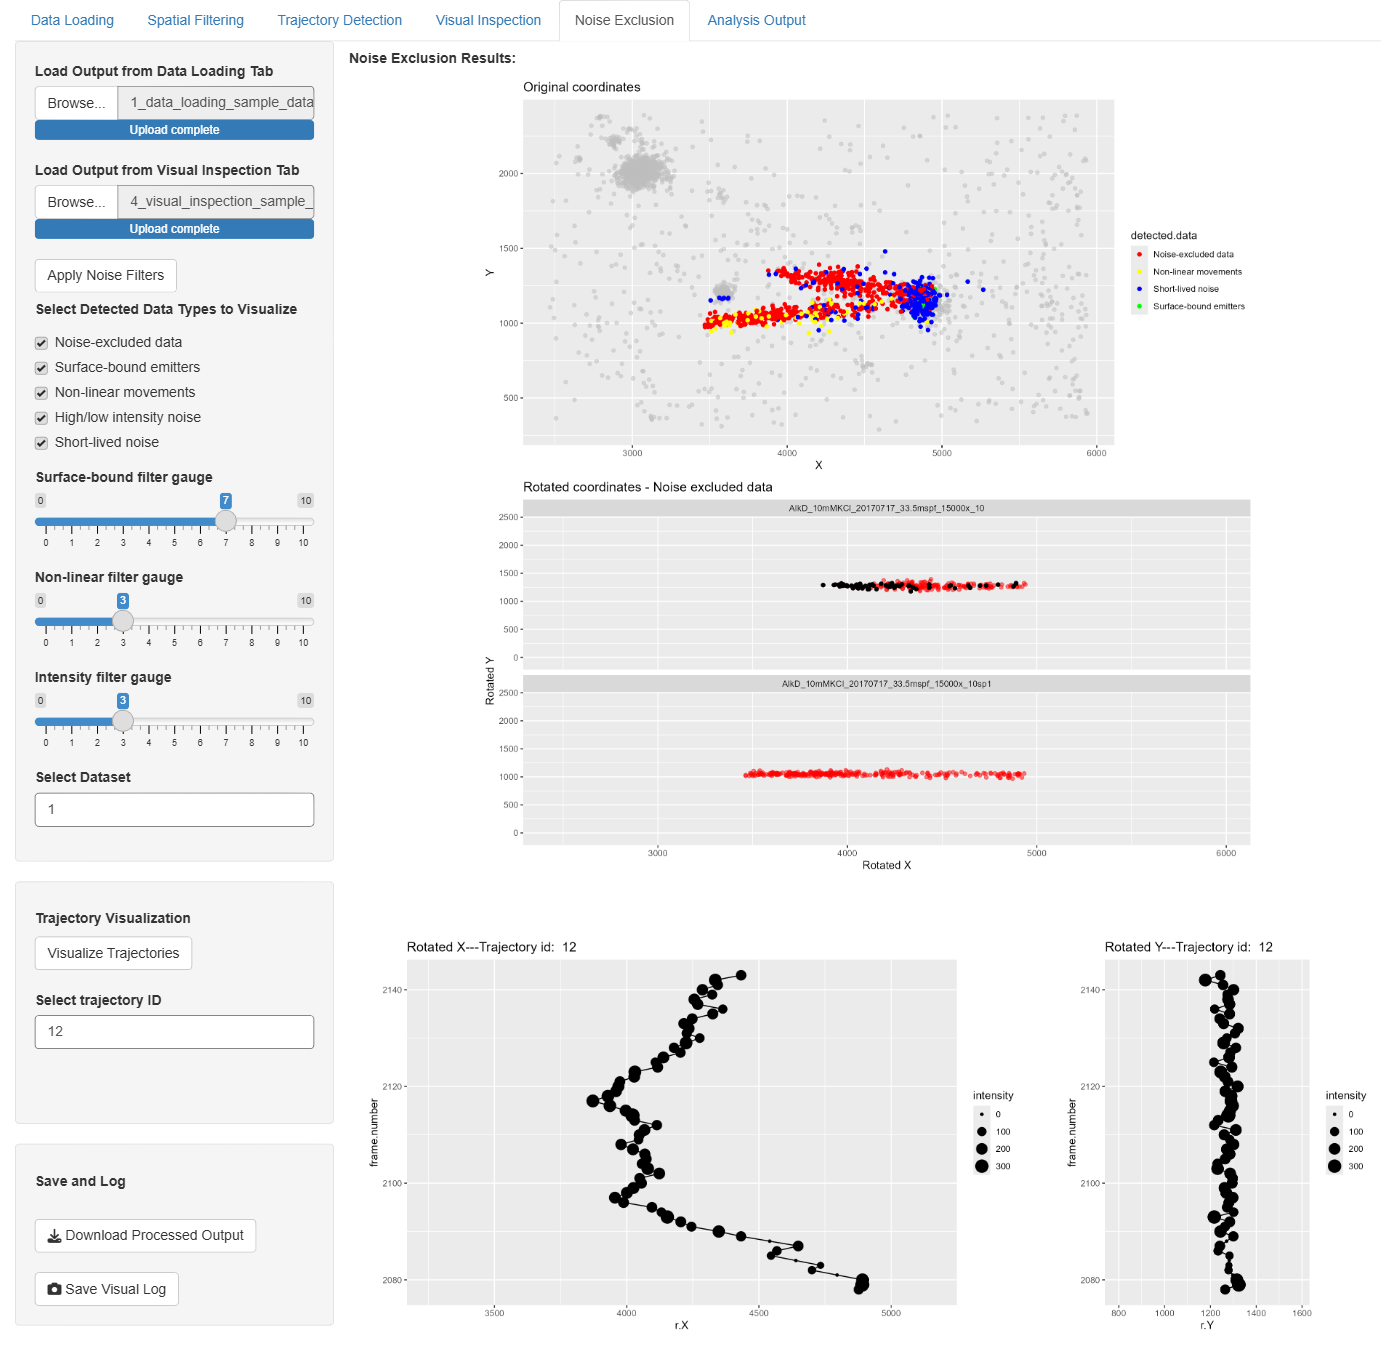 Data Loading Spatial Filtering Trajectory Detection Visual Inspection Noise Exclusion Analysis Output
Load Output from Data Loading Tab
Browse... 1_data_loading_sample_data
Upload complete
Load Output from Visual Inspection Tab
Browse... 4_visual_inspection_sample_
Upload complete
Apply Noise Filters
Select Detected Data Types to Visualize
Noise-excluded data
Surface-bound emitters
Non-linear movements
High/low intensity noise
Short-lived noise
Surface-bound filter gauge
0 7 10
0 1 2 3 4 5 6 7 8 9 10
Non-linear filter gauge
0 3 10
0 1 2 3 4 5 6 7 8 9 10
Intensity filter gauge
0 3 10
0 1 2 3 4 5 6 7 8 9 10
Select Dataset
1
Trajectory Visualization
Visualize Trajectories
Select trajectory ID
12
Save and Log
Download Processed Output
Save Visual Log
Noise Exclusion Results:
Original coordinates
2000
1500
1000
500
Y
3000 4000 5000 6000
X
detected.data
Noise-excluded data
Non-linear movements
Short-lived noise
Surface-bound emitters
Rotated coordinates - Noise excluded data
AlkD_10mMKCl_20170717_33.5mspf_15000x_10
2500
2000
1500
1000
500
0
Rotated Y
AlkD_10mMKCl_20170717_33.5mspf_15000x_10sp1
2500
2000
1500
1000
500
0
3000 4000 5000 6000
Rotated X
Rotated X---Trajectory id: 12
2140
2120
2100
2080
frame.number
3500 4000 4500 5000
r.X
intensity
0
100
200
300
Rotated Y---Trajectory id: 12
2140
2120
2100
2080
frame.number
800 1000 1200 1400 1600
r.Y
intensity
0
100
200
300